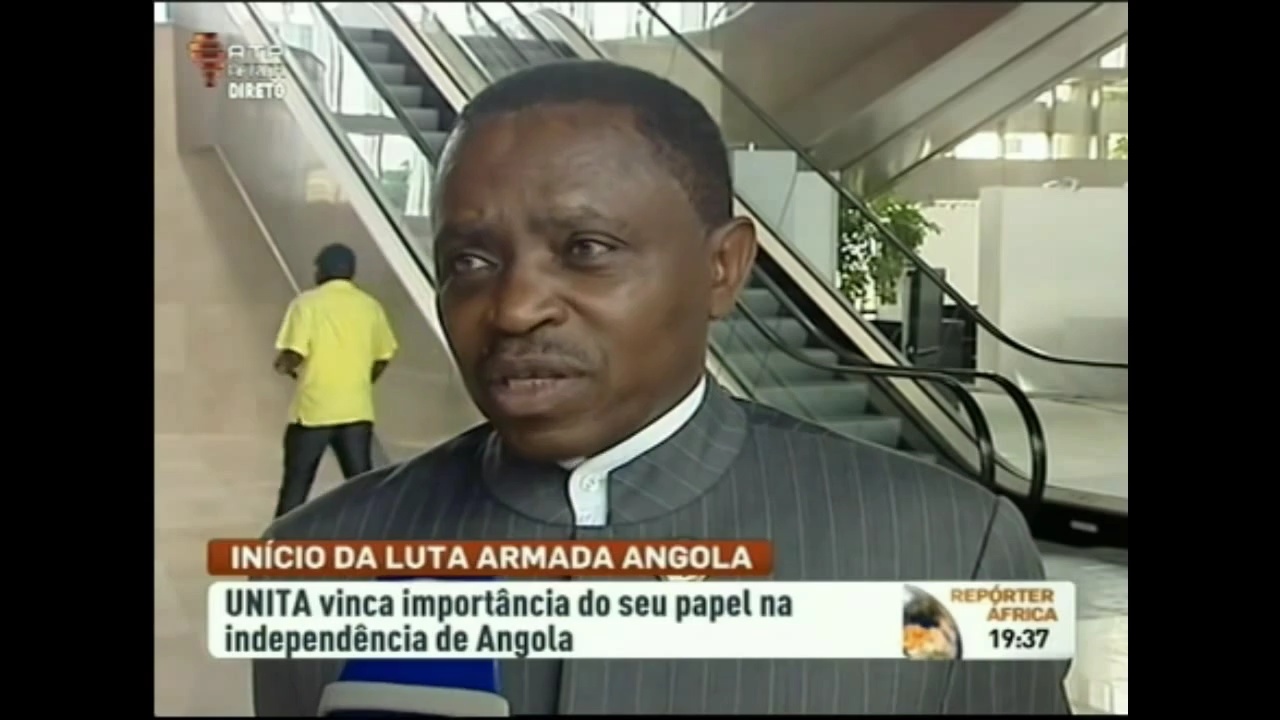 DIRETO
INÍCIO DA LUTA ARMADA ANGOLA
UNITA vinca importância do seu papel na
independência de Angola
REPÓRTER
ÁFRICA
19:37